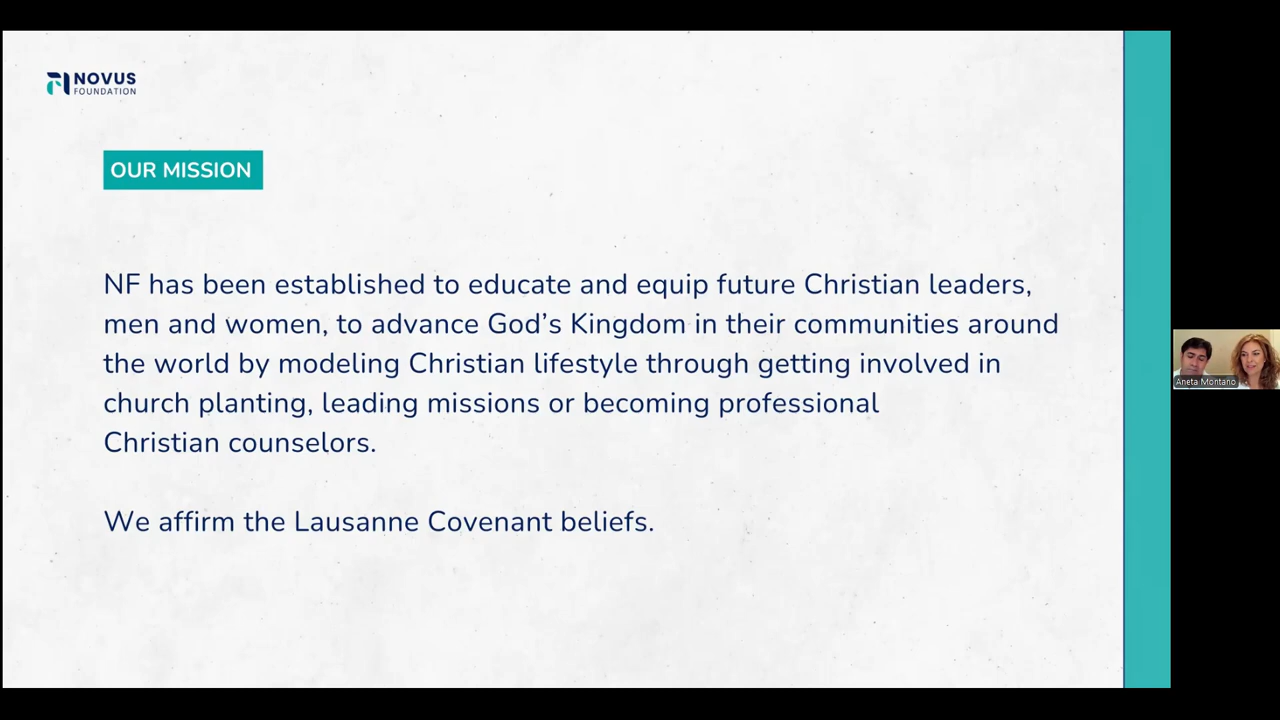 NOVUS
FOUNDATION
OUR MISSION
NF has been established to educate and equip future Christian leaders,
men and women, to advance God’s Kingdom in their communities around
the world by modeling Christian lifestyle through getting involved in
church planting, leading missions or becoming professional
Christian counselors.
We affirm the Lausanne Covenant beliefs.
Aneta Montano